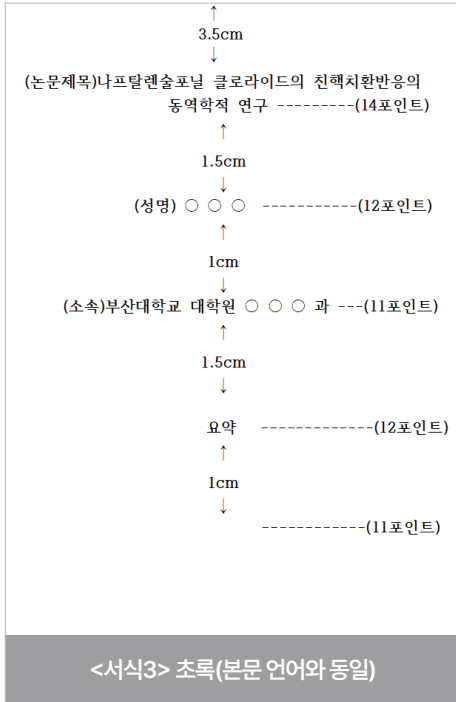 ↑
3.5cm
↓
(논문제목)나프탈렌술포닐 클로라이드의 친핵치환반응의
동역학적 연구 ---------(14포인트)
↑
1.5cm
↓
(성명) ○ ○ ○ -----------(12포인트)
↑
1cm
↓
(소속)부산대학교 대학원 ○ ○ ○ 과 ---(11포인트)
↑
1.5cm
↓
요약 -------------(12포인트)
↑
1cm
↓
------------(11포인트)
<서식3> 초록(본문 언어와 동일)